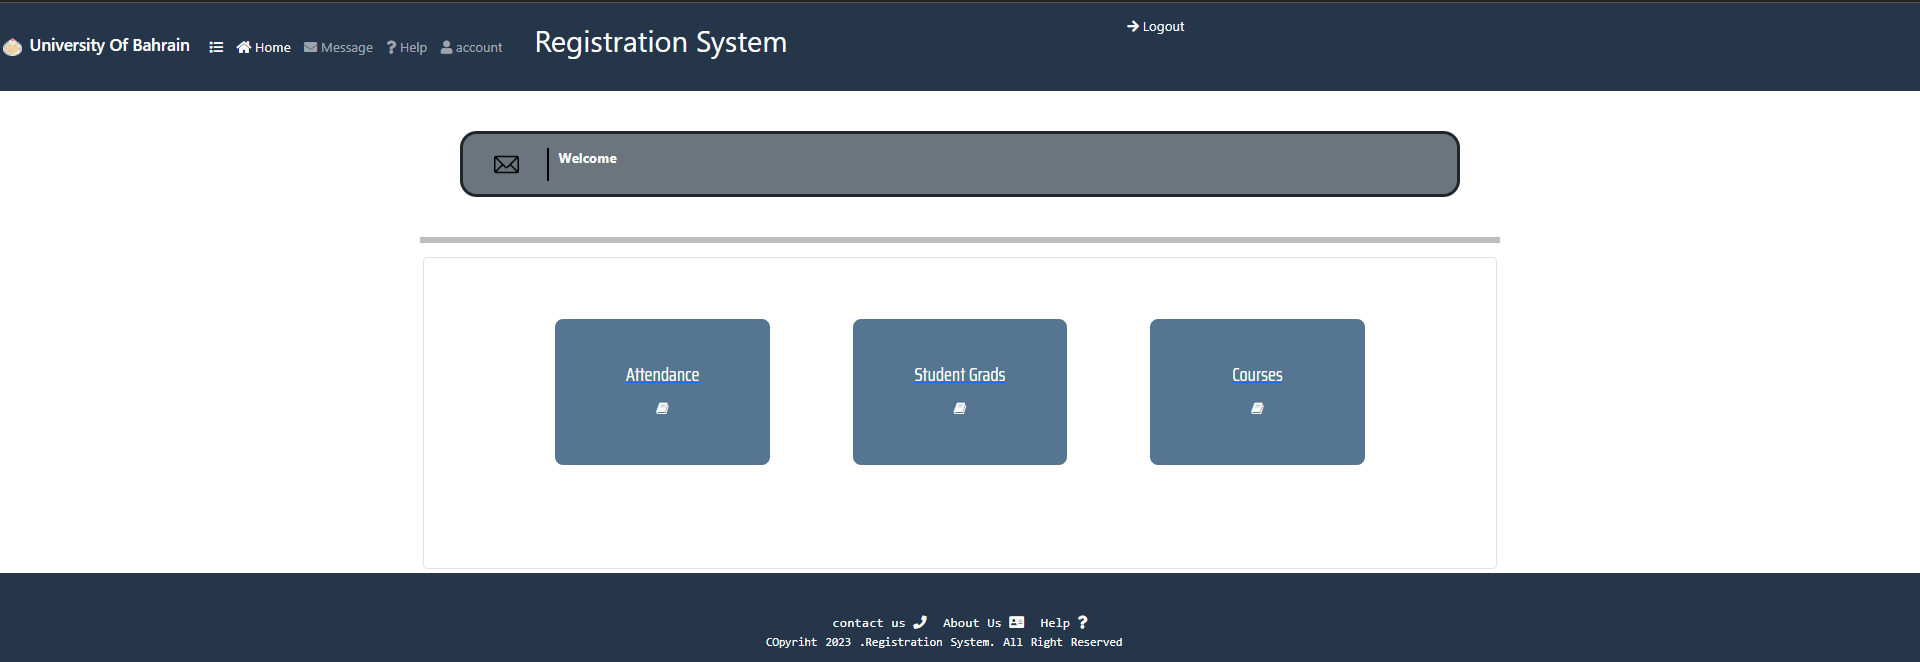 University Of Bahrain Home Message Help account Registration System Logout
Welcome
Attendance Student Grads Courses
contact us About Us Help
COpyriht 2023 .Registration System. All Right Reserved